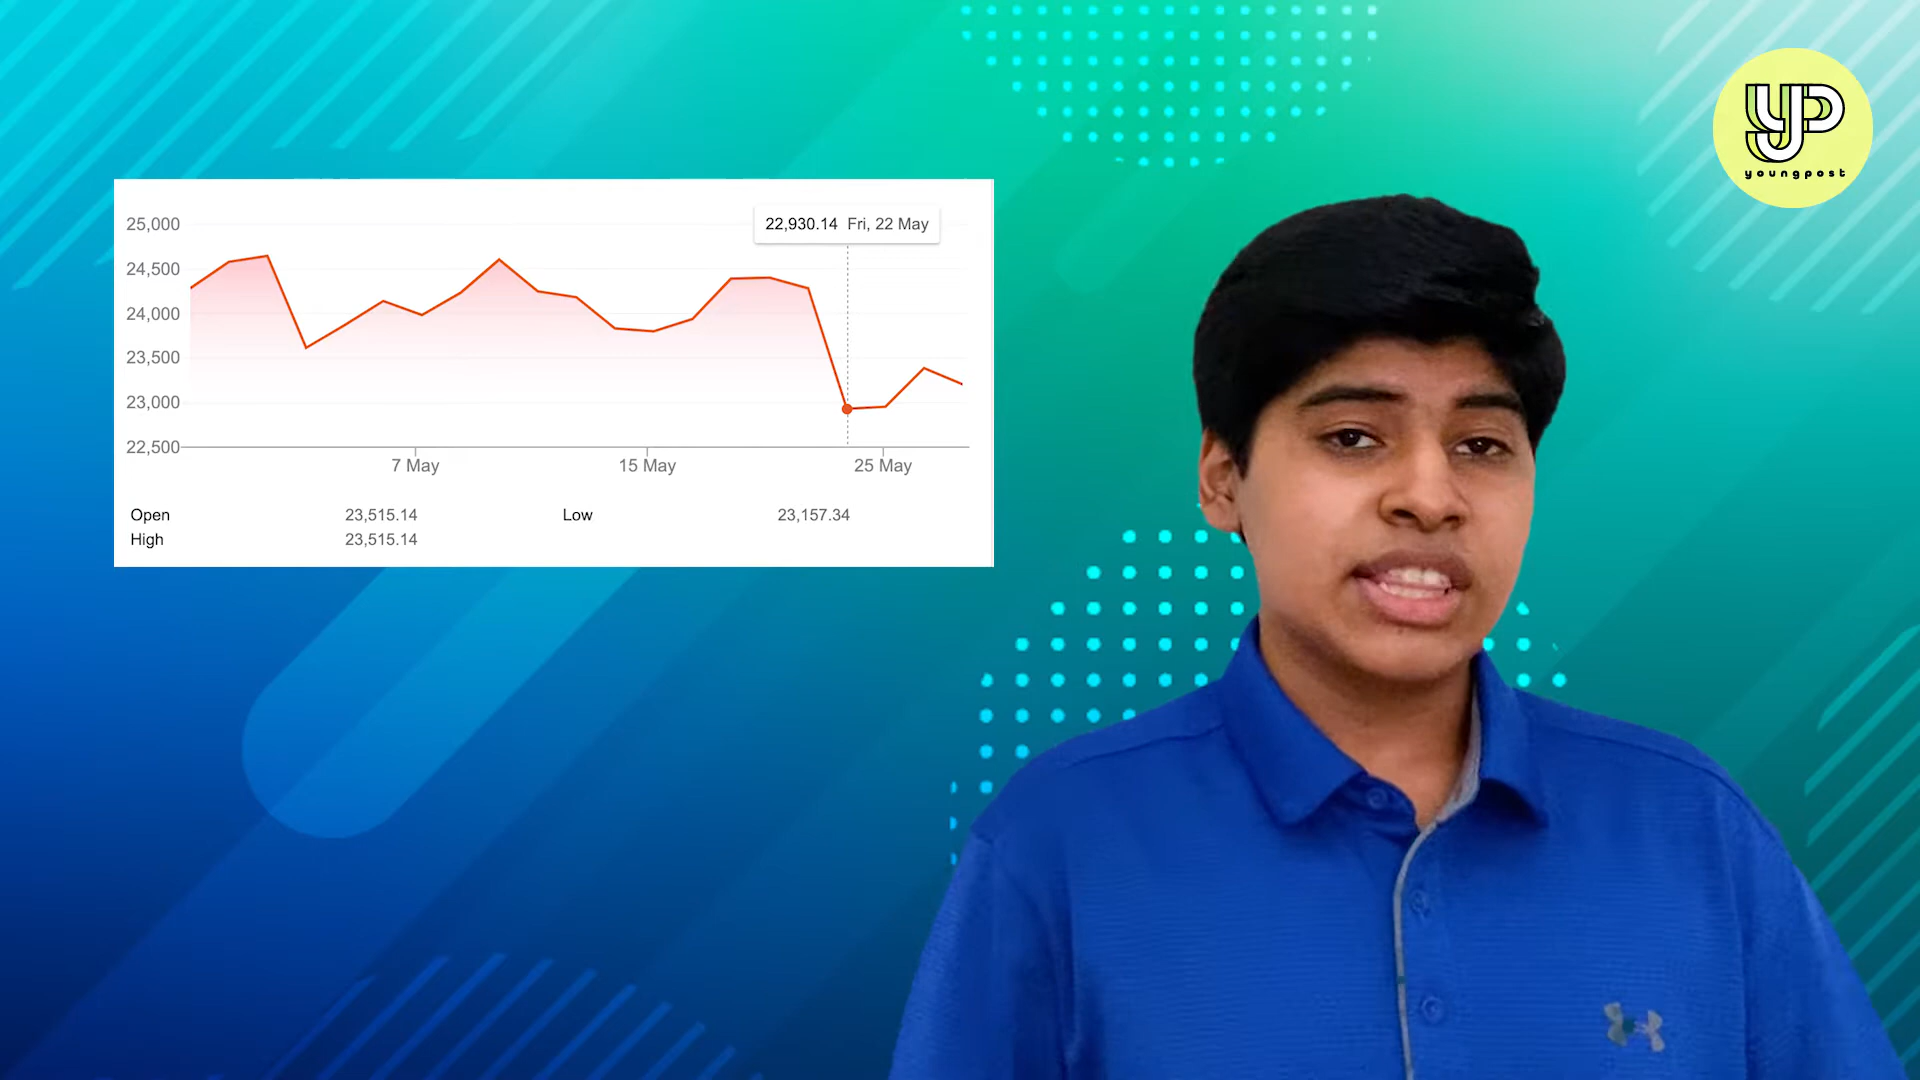 25,000
24,500
24,000
23,500
23,000
22,500
22,930.14 Fri, 22 May
7 May 15 May 25 May
Open 23,515.14 Low 23,157.34
High 23,515.14
YP
youngpost